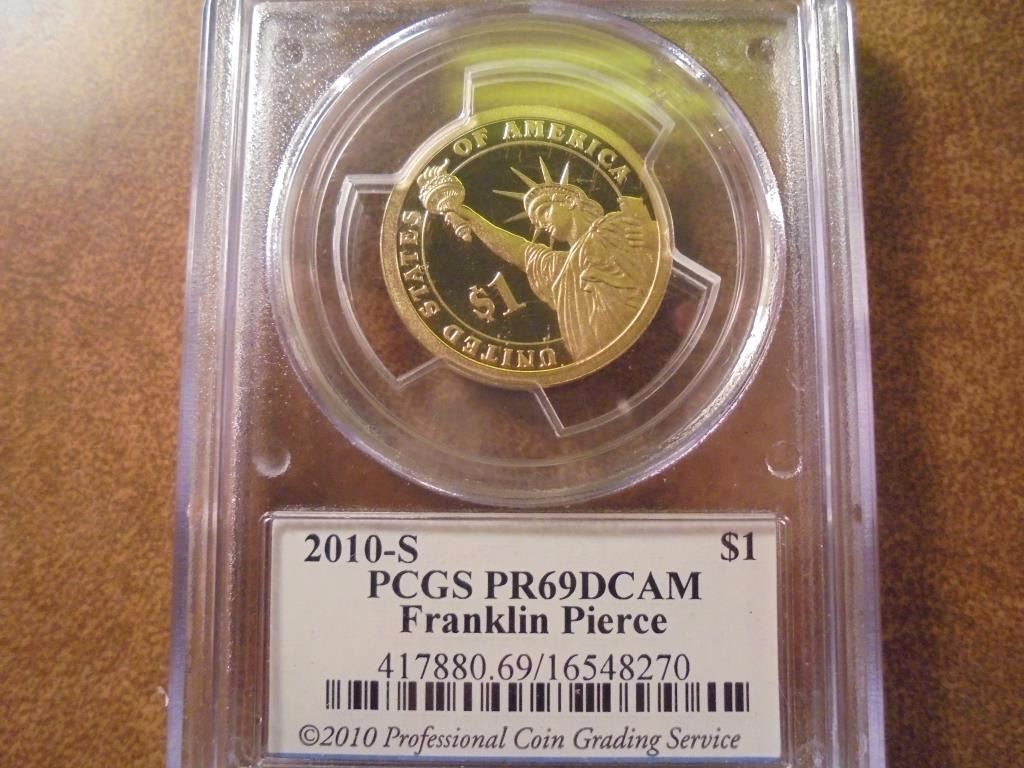 UNITED STATES OF AMERICA
$1
2010-S $1
PCGS PR69DCAM
Franklin Pierce
417880.69/16548270
©2010 Professional Coin Grading Service